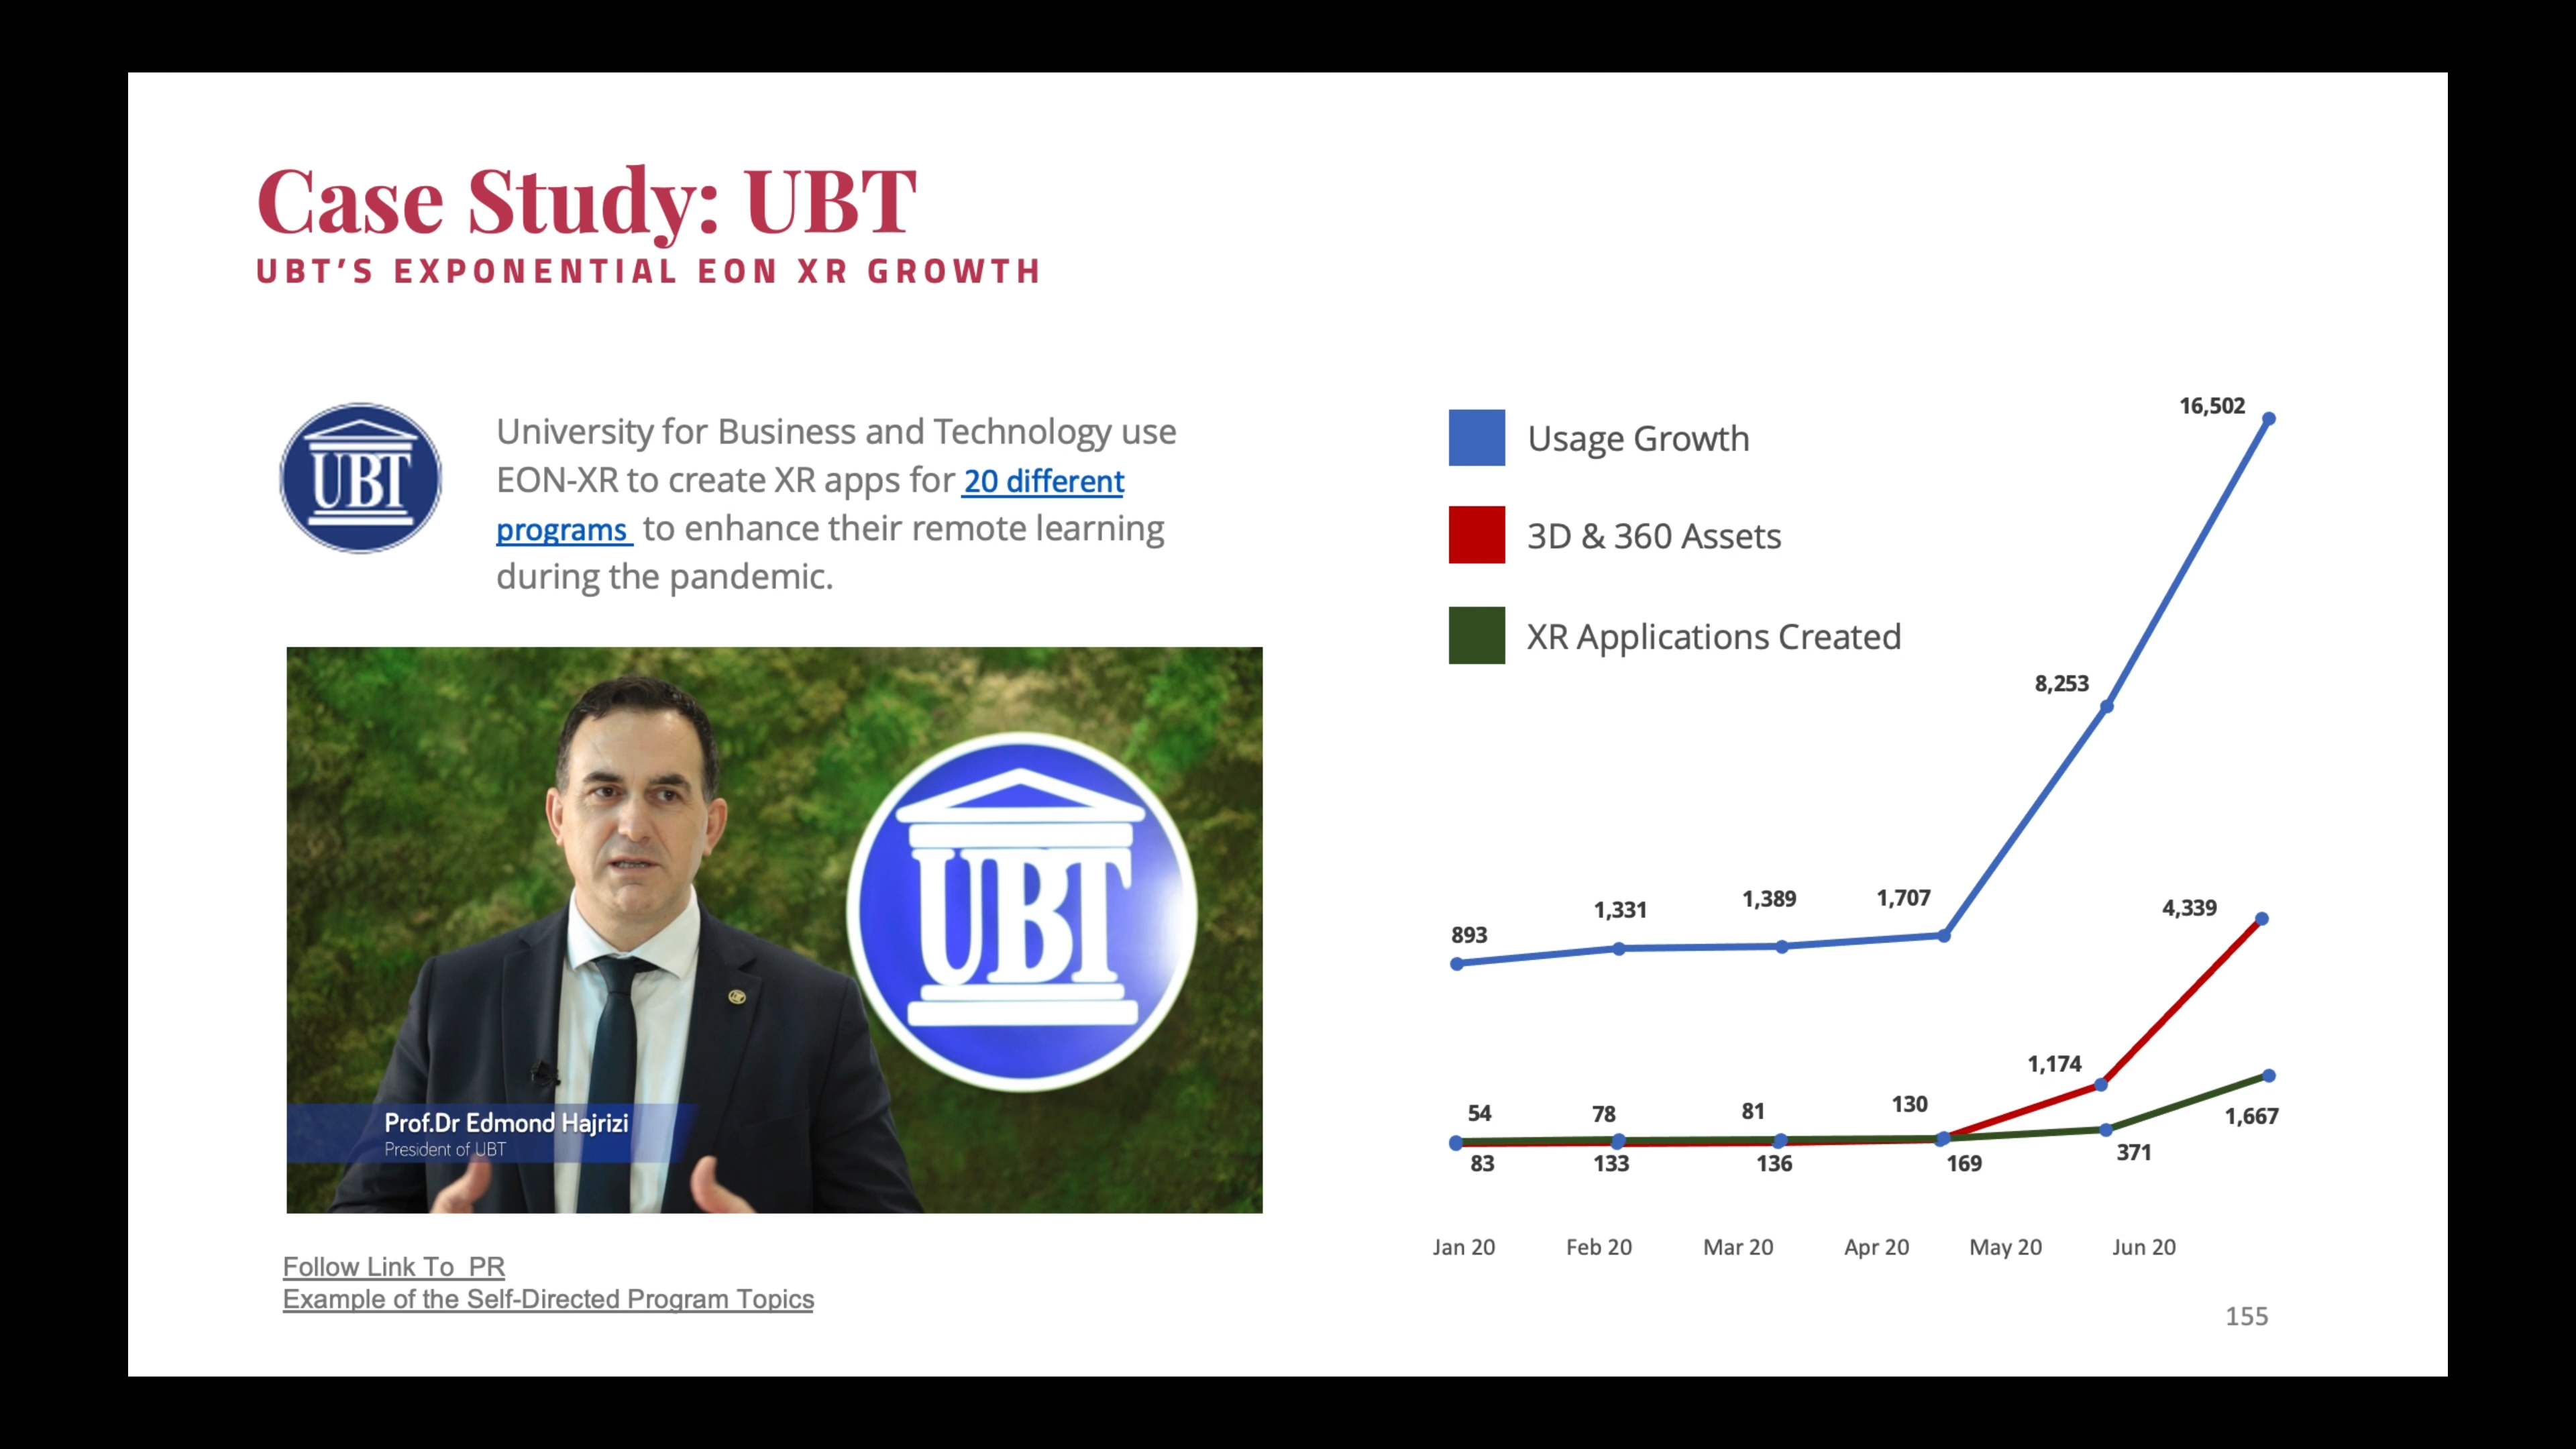 Case Study: UBT
UBT'S EXPONENTIAL EON XR GROWTH
UBT
University for Business and Technology use
EON-XR to create XR apps for 20 different
programs to enhance their remote learning
during the pandemic.
UBT
Prof.Dr Edmond Hajrizi
President of UBT
Follow Link To PR
Example of the Self-Directed Program Topics
Usage Growth
3D & 360 Assets
XR Applications Created
16,502
8,253
893
1,331
1,389
1,707
4,339
1,174
54
78
81
130
1,667
83
133
136
169
371
Jan 20
Feb 20
Mar 20
Apr 20
May 20
Jun 20
155